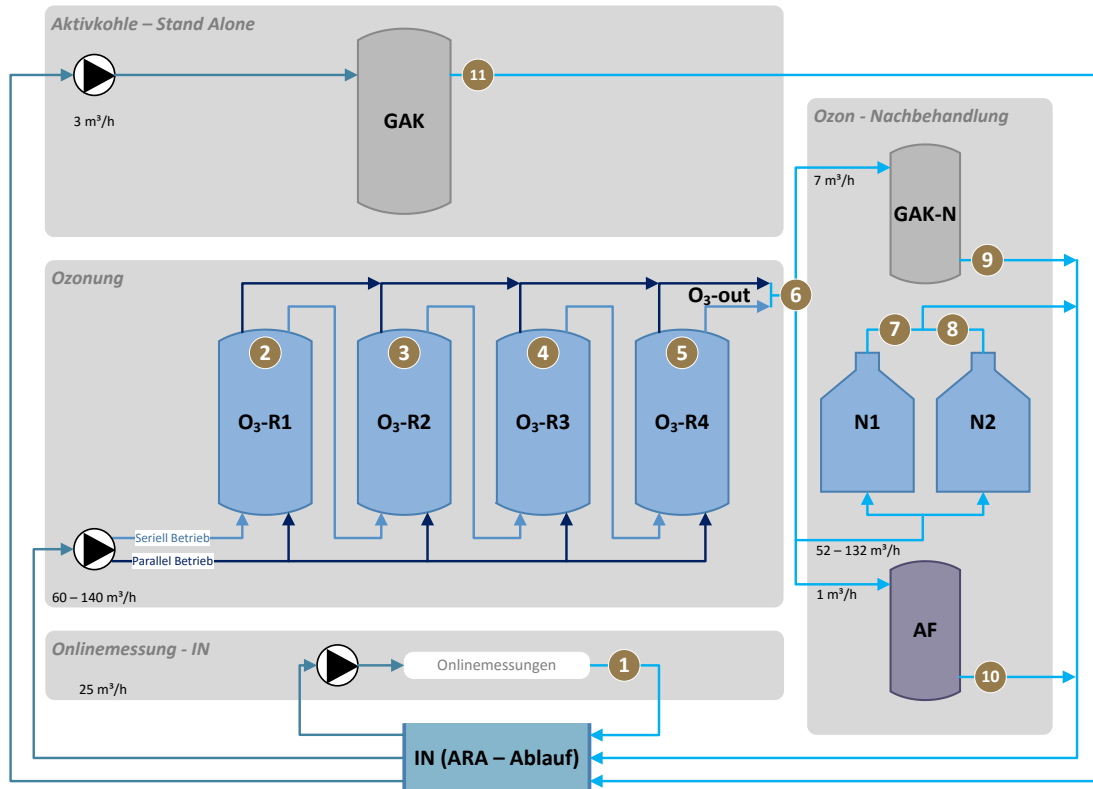 Aktivkohle – Stand Alone
3 m³/h
GAK
11
Ozon - Nachbehandlung
7 m³/h
GAK-N
9
Ozonung
O₃-out
6
2
3
4
5
7
8
O₃-R1
O₃-R2
O₃-R3
O₃-R4
N1
N2
Seriell Betrieb
Parallel Betrieb
60 – 140 m³/h
52 – 132 m³/h
1 m³/h
AF
10
Onlinemessung - IN
25 m³/h
Onlinemessungen
1
IN (ARA – Ablauf)